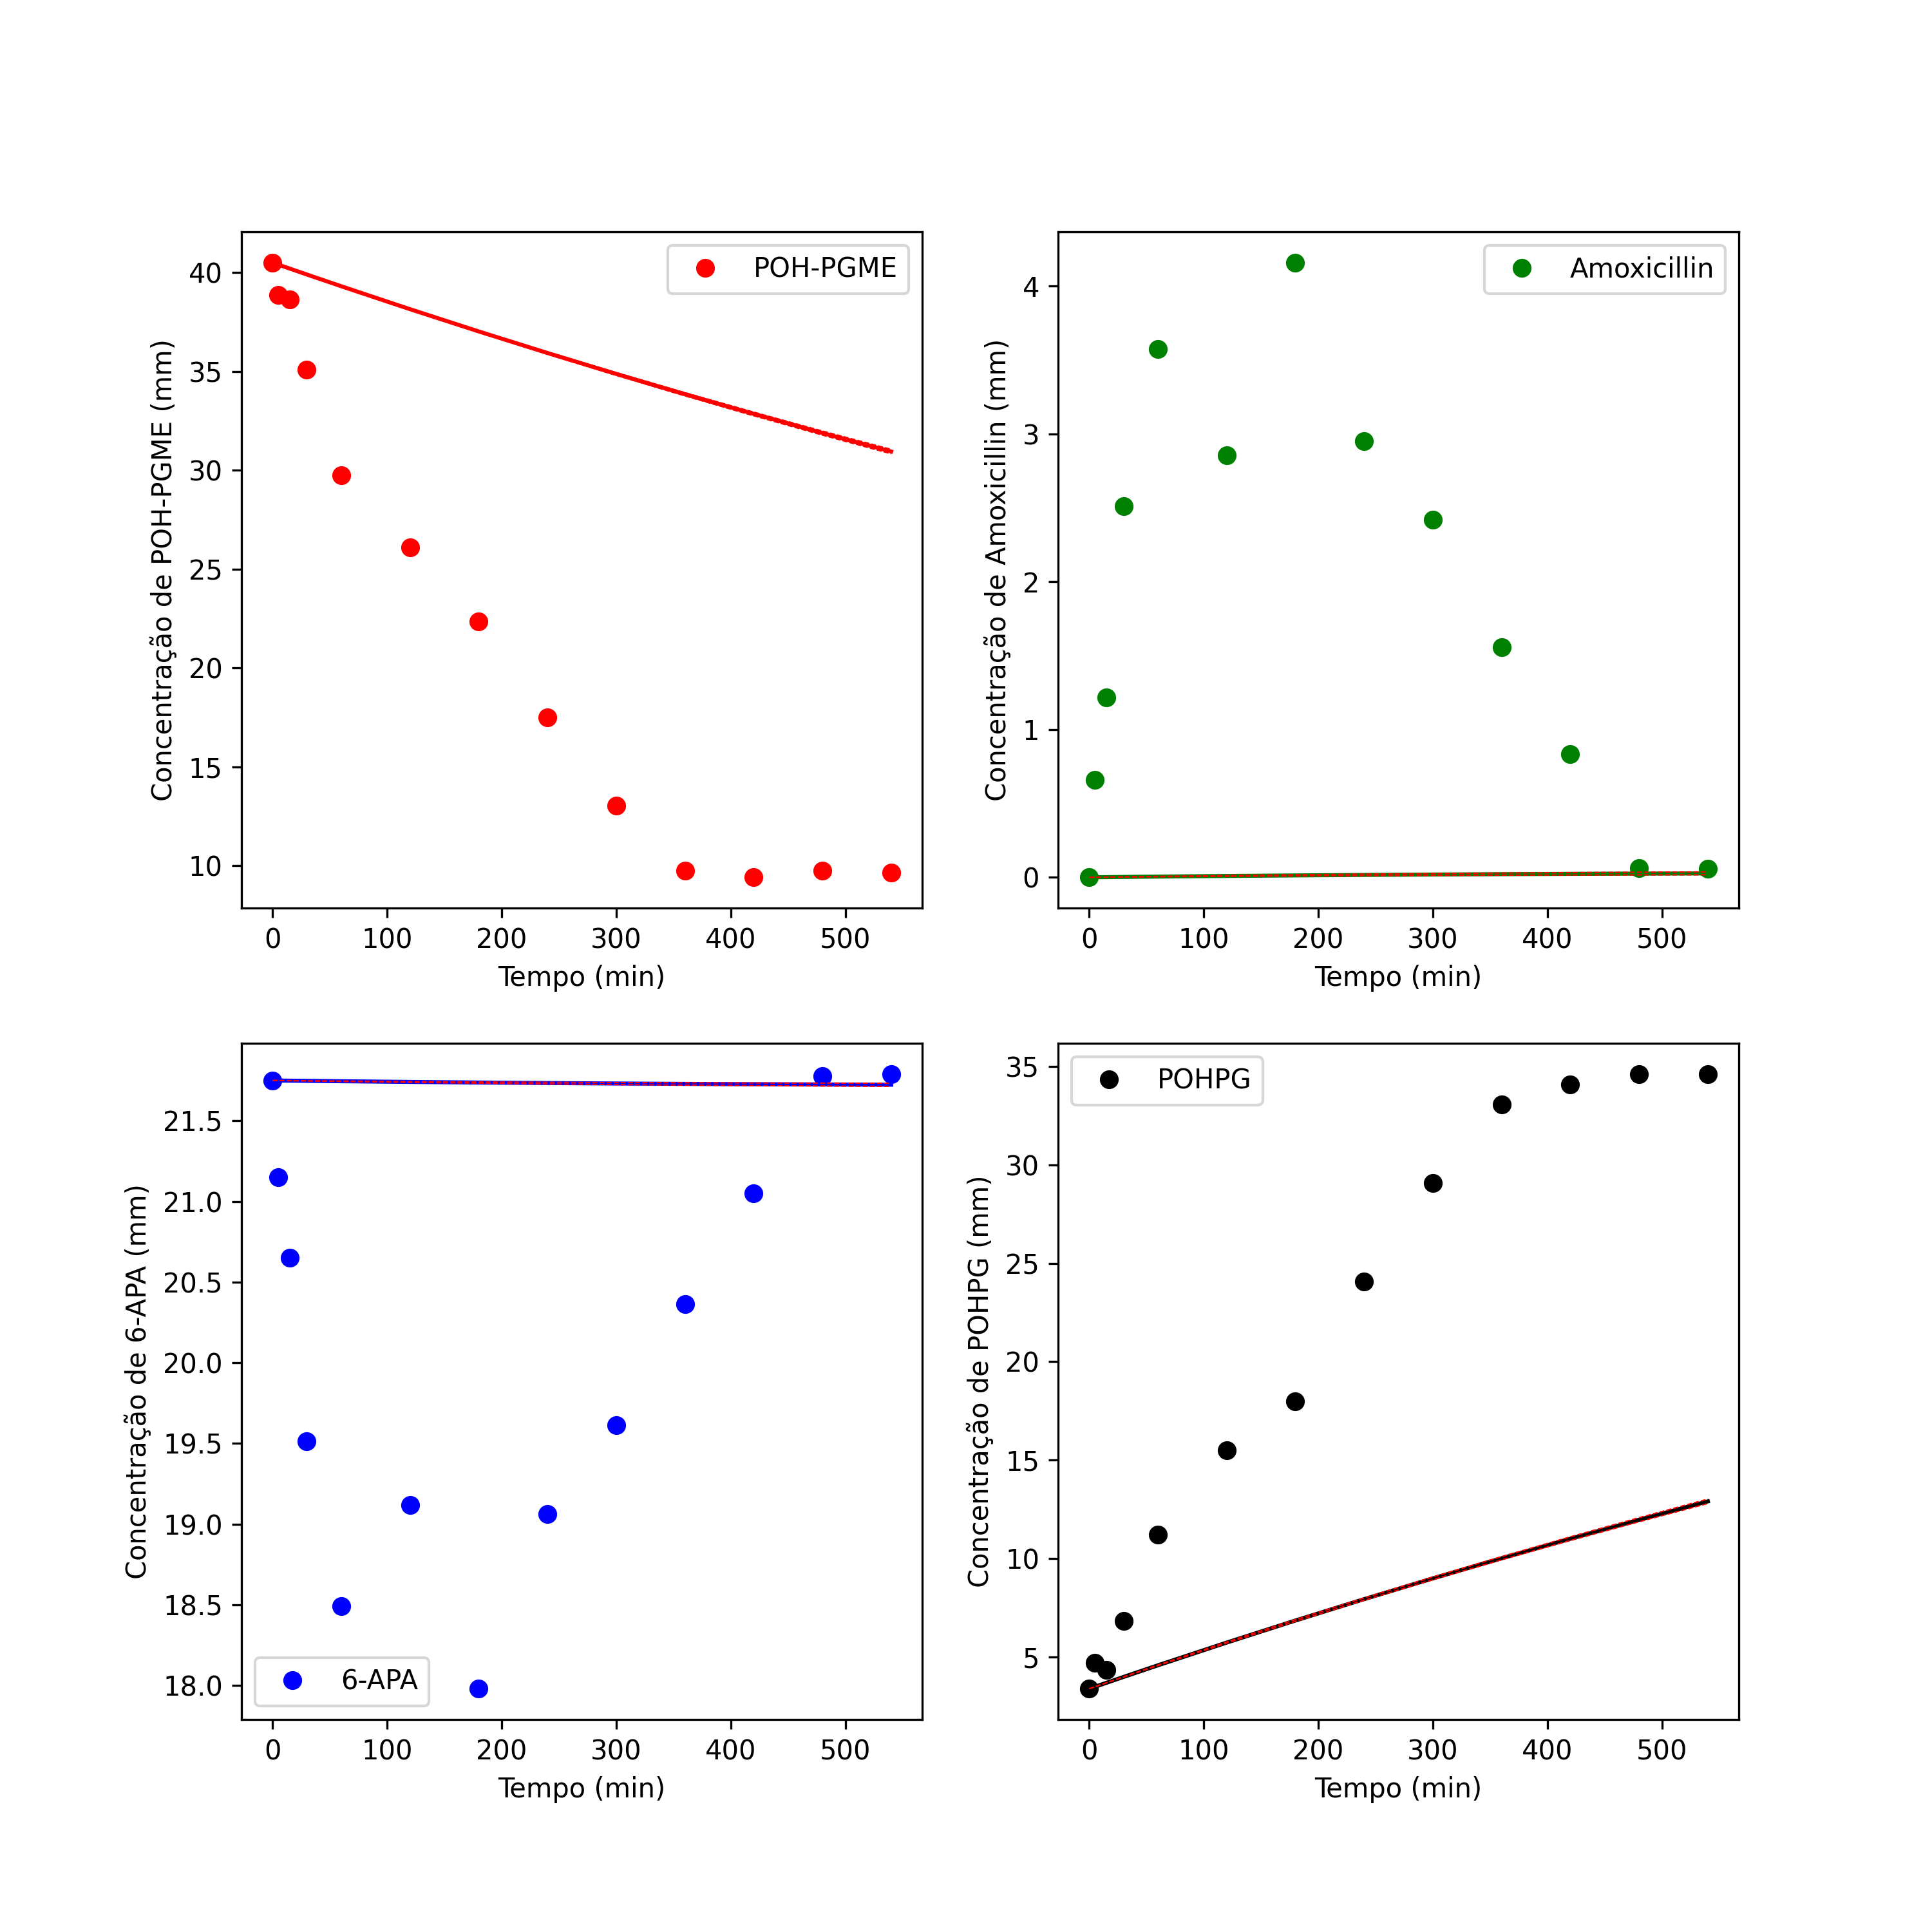 POH-PGME
Concentração de POH-PGME (mm)
40
35
30
25
20
15
10
0 100 200 300 400 500
Tempo (min)
Amoxicillin
Concentração de Amoxicillin (mm)
4
3
2
1
0
0 100 200 300 400 500
Tempo (min)
Concentração de 6-APA (mm)
21.5
21.0
20.5
20.0
19.5
19.0
18.5
18.0
6-APA
0 100 200 300 400 500
Tempo (min)
POHPG
Concentração de POHPG (mm)
35
30
25
20
15
10
5
0 100 200 300 400 500
Tempo (min)